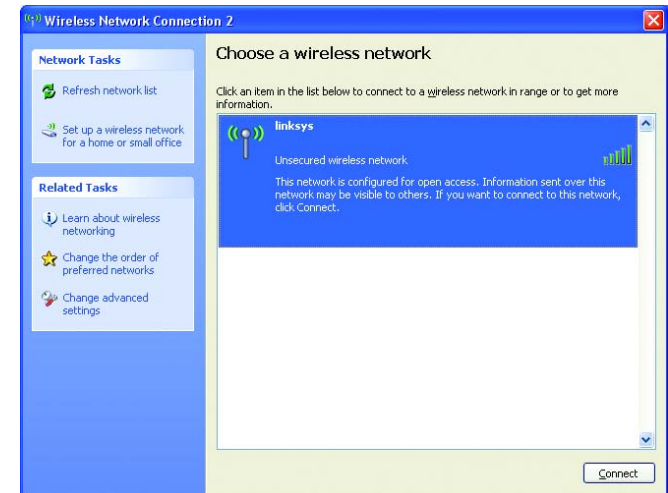 Wireless Network Connection 2
Network Tasks
Refresh network list
Set up a wireless network
for a home or small office
Related Tasks
Learn about wireless
networking
Change the order of
preferred networks
Change advanced
settings
Choose a wireless network
Click an item in the list below to connect to a wireless network in range or to get more
information.
linksys
Unsecured wireless network
This network is configured for open access. Information sent over this
network may be visible to others. If you want to connect to this network,
click Connect.
Connect